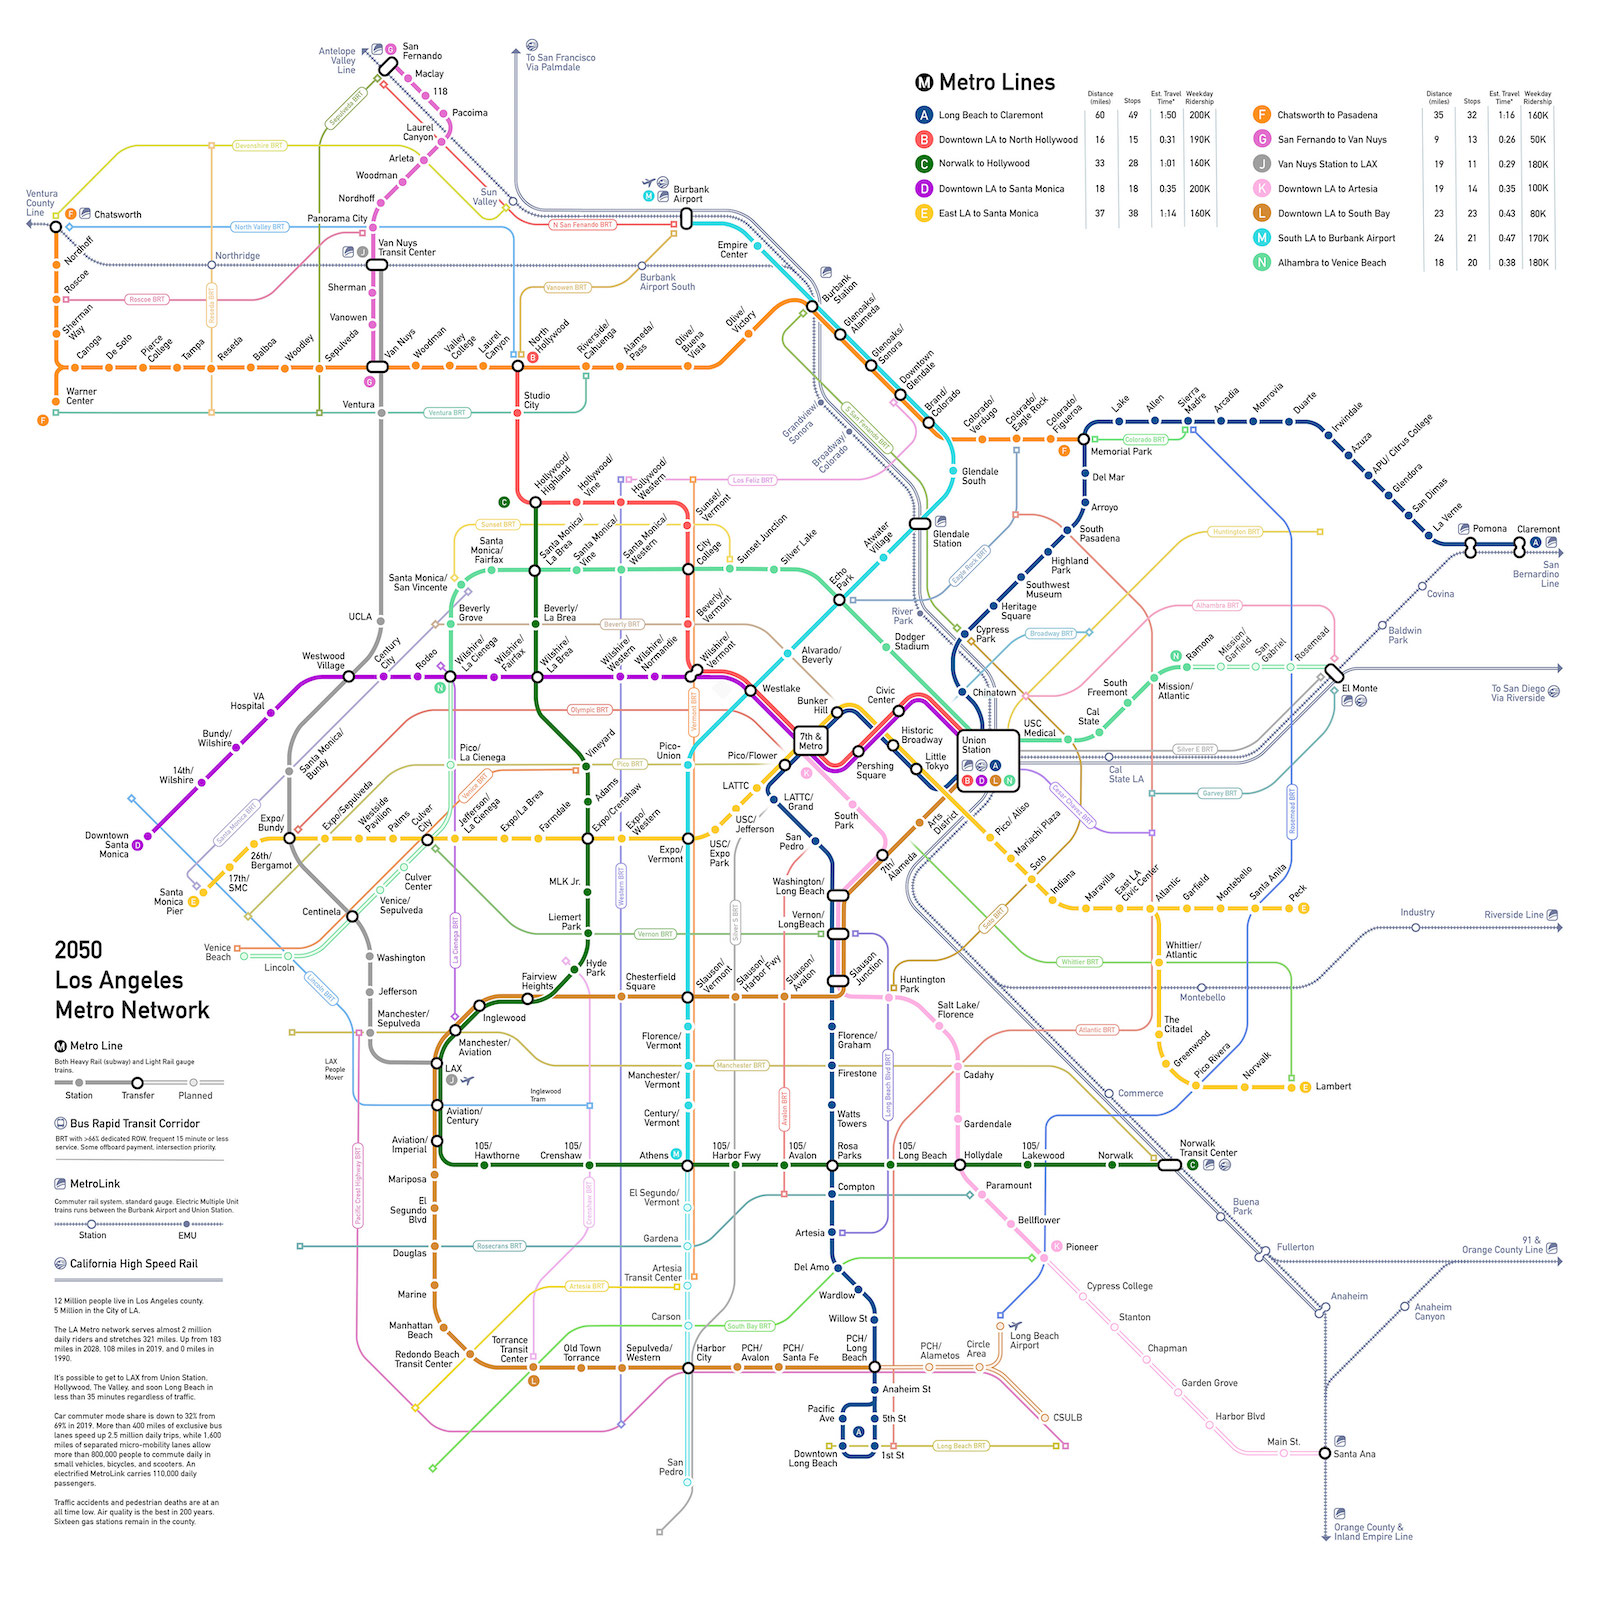 Metro Lines
Distance (miles)
Stops
Est. Travel Time*
Weekday Ridership
A Long Beach to Claremont 60 49 1:50 200K
B Downtown LA to North Hollywood 16 15 0:31 190K
C Norwalk to Hollywood 33 28 1:01 160K
D Downtown LA to Santa Monica 18 18 0:35 200K
E East LA to Santa Monica 37 38 1:14 160K
Distance (miles)
Stops
Est. Travel Time*
Weekday Ridership
F Chatsworth to Pasadena 35 32 1:16 160K
G San Fernando to Van Nuys 9 13 0:26 50K
J Van Nuys Station to LAX 19 11 0:29 180K
K Downtown LA to Artesia 19 14 0:35 100K
L Downtown LA to South Bay 23 23 0:43 80K
M South LA to Burbank Airport 24 21 0:47 170K
N Alhambra to Venice Beach 18 20 0:38 180K
Antelope
Valley
Line
G
San
Fernando
Maclay
118
Pacoima
Laurel
Canyon
Arleta
Woodman
Nordhoff
Panorama City
Van Nuys
Transit Center
Sherman
Vanowen
Van Nuys
To San Francisco
Via Palmdale
Sepulveda BRT
Devonshire BRT
North Valley BRT
Roscoe BRT
Reseda BRT
N San Fenando BRT
Vanowen BRT
Ventura BRT
Sun
Valley
Burbank
Airport
Empire
Center
Burbank
Airport South
Northridge
Ventura
County
Line
Chatsworth
Nordhoff
Roscoe
Sherman
Way
Warner
Center
Canoga
De Soto
Pierce
College
Tampa
Reseda
Balboa
Woodley
Sepulveda
Woodman
Valley
College
Laurel
Canyon
North
Hollywood
Riverside/
Cahuenga
Alameda/
Pass
Olive/
Buena
Vista
Olive/
Victory
Burbank
Station
Glenoaks/
Alameda
Glenoaks/
Sonora
Downtown
Glendale
Brand/
Colorado
Colorado/
Verdugo
Colorado/
Eagle Rock
Colorado/
Figueroa
Memorial Park
Lake
Allen
Sierra
Madre
Arcadia
Monrovia
Duarte
Irwindale
Azuza
APU/ Citrus College
Glendora
San Dimas
La Verne
Pomona
Claremont
San
Bernardino
Line
Covina
Baldwin
Park
Colorado BRT
Del Mar
Arroyo
South
Pasadena
Highland
Park
Southwest
Museum
Heritage
Square
Cypress
Park
Chinatown
Ventura
Studio
City
Grandview/
Sonora
Broadway/
Colorado
S San Fenando BRT
Los Feliz BRT
Glendale
South
Glendale
Station
Atwater
Village
Eagle Rock BRT
Huntington BRT
Alhambra BRT
Broadway BRT
River
Park
Hollywood/
Highland
Hollywood/
Vine
Hollywood/
Western
Sunset/
Vermont
Sunset BRT
Santa
Monica/
Fairfax
Santa Monica/
La Brea
Santa Monica/
Vine
Santa Monica/
Western
City
College
Sunset Junction
Silver Lake
Echo
Park
Dodger
Stadium
Santa Monica/
San Vincente
Beverly
Grove
Beverly/
La Brea
Beverly BRT
Beverly/
Vermont
Alvarado/
Beverly
UCLA
Westwood
Village
Century
City
Rodeo
Wilshire/
La Cienega
Wilshire/
Fairfax
Wilshire/
La Brea
Wilshire/
Western
Wilshire/
Normandie
Wilshire/
Vermont
Westlake
VA
Hospital
Bundy/
Wilshire
14th/
Wilshire
Downtown
Santa
Monica
Santa Monica/
Bundy
Olympic BRT
Vermont BRT
Bunker
Hill
Civic
Center
7th &
Metro
Historic
Broadway
Little
Tokyo
Pershing
Square
Union
Station
B D L N
USC
Medical
Cal
State
South
Freemont
Mission/
Atlantic
Ramona
Mission/
Garfield
San
Gabriel
Rosemead
El Monte
To San Diego
Via Riverside
Silver E BRT
Cal
State LA
Garvey BRT
Cesar Chavez BRT
Rosemead BRT
Pico-
Union
Pico/Flower
Pico BRT
Pico/
La Cienega
Vineyard
Venice BRT
Adams
LATTC
LATTC/
Grand
USC/
Jefferson
USC/
Expo
Park
San
Pedro
South
Park
Arts
District
7th/
Alameda
Pico/ Aliso
Mariachi Plaza
Soto
Indiana
Maravilla
East LA
Civic Center
Atlantic
Garfield
Montebello
Santa Anita
Peck
Santa Monica BRT
Expo/
Bundy
Expo/Sepulveda
Westside
Pavilion
Palms
Culver
City
Jefferson/
La Cienega
Expo/La Brea
Farmdale
Expo/Crenshaw
Expo/
Western
Expo/
Vermont
26th/
Bergamot
17th/
SMC
Santa
Monica
Pier
Culver
Center
Venice/
Sepulveda
Centinela
Venice
Beach
Lincoln
Lincoln BRT
Washington
Jefferson
Manchester/
Sepulveda
LAX
People
Mover
MLK Jr.
Liemert
Park
Hyde
Park
Fairview
Heights
Inglewood
Manchester/
Aviation
LAX
Aviation/
Century
Inglewood
Tram
Aviation/
Imperial
La Cienega BRT
Western BRT
Vernon BRT
Silver S BRT
Washington/
Long Beach
Vernon/
LongBeach
Slauson
Junction
Chesterfield
Square
Slauson/
Vermont
Slauson/
Harbor Fwy
Slauson/
Avalon
Huntington
Park
Salt Lake/
Florence
Soto BRT
Whittier BRT
Whittier/
Atlantic
The
Citadel
Greenwood
Pico Rivera
Norwalk
Lambert
Industry
Riverside Line
Montebello
Commerce
Atlantic BRT
Florence/
Vermont
Manchester/
Vermont
Century/
Vermont
Manchester BRT
Avalon BRT
Long Beach Blvd BRT
Florence/
Graham
Firestone
Watts
Towers
Rosa
Parks
Cadahy
Gardendale
Hollydale
105/
Hawthorne
105/
Crenshaw
Athens
105/
Harbor Fwy
105/
Avalon
105/
Long Beach
105/
Lakewood
Norwalk
Norwalk
Transit Center
Buena
Park
Fullerton
91 &
Orange County Line
Anaheim
Anaheim
Canyon
Mariposa
El
Segundo
Blvd
Douglas
Marine
Manhattan
Beach
Redondo Beach
Transit Center
Torrance
Transit
Center
Old Town
Torrance
Sepulveda/
Western
Harbor
City
PCH/
Avalon
PCH/
Santa Fe
PCH/
Long
Beach
PCH/
Alametos
Circle
Area
Long Beach
Airport
CSULB
Pacific Crest Highway BRT
Crenshaw BRT
Rosecrans BRT
Artesia BRT
South Bay BRT
Long Beach BRT
El Segundo/
Vermont
Gardena
Artesia
Transit Center
Carson
San
Pedro
Compton
Artesia
Del Amo
Wardlow
Willow St
Anaheim St
Pacific
Ave
5th St
Downtown
Long Beach
1st St
Paramount
Bellflower
Pioneer
Cypress College
Stanton
Chapman
Garden Grove
Harbor Blvd
Main St.
Santa Ana
Orange County &
Inland Empire Line
2050
Los Angeles
Metro Network
Metro Line
Both Heavy Rail (subway) and Light Rail gauge
trains.
Station Transfer Planned
Bus Rapid Transit Corridor
BRT with >66% dedicated ROW, frequent 15 minute or less
service. Some offboard payment, intersection priority.
MetroLink
Commuter rail system, standard gauge. Electric Multiple Unit
trains runs between the Burbank Airport and Union Station.
Station EMU
California High Speed Rail
12 Million people live in Los Angeles county.
5 Million in the City of LA.
The LA Metro network serves almost 2 million
daily riders and stretches 321 miles. Up from 183
miles in 2028, 108 miles in 2019, and 0 miles in
1990.
It's possible to get to LAX from Union Station,
Hollywood, The Valley, and soon Long Beach in
less than 35 minutes regardless of traffic.
Car commuter mode share is down to 32% from
69% in 2019. More than 400 miles of exclusive bus
lanes speed up 2.5 million daily trips, while 1,600
miles of separated micro-mobility lanes allow
more than 800,000 people to commute daily in
small vehicles, bicycles, and scooters. An
electrified MetroLink carries 110,000 daily
passengers.
Traffic accidents and pedestrian deaths are at an
all time low. Air quality is the best in 200 years.
Sixteen gas stations remain in the county.